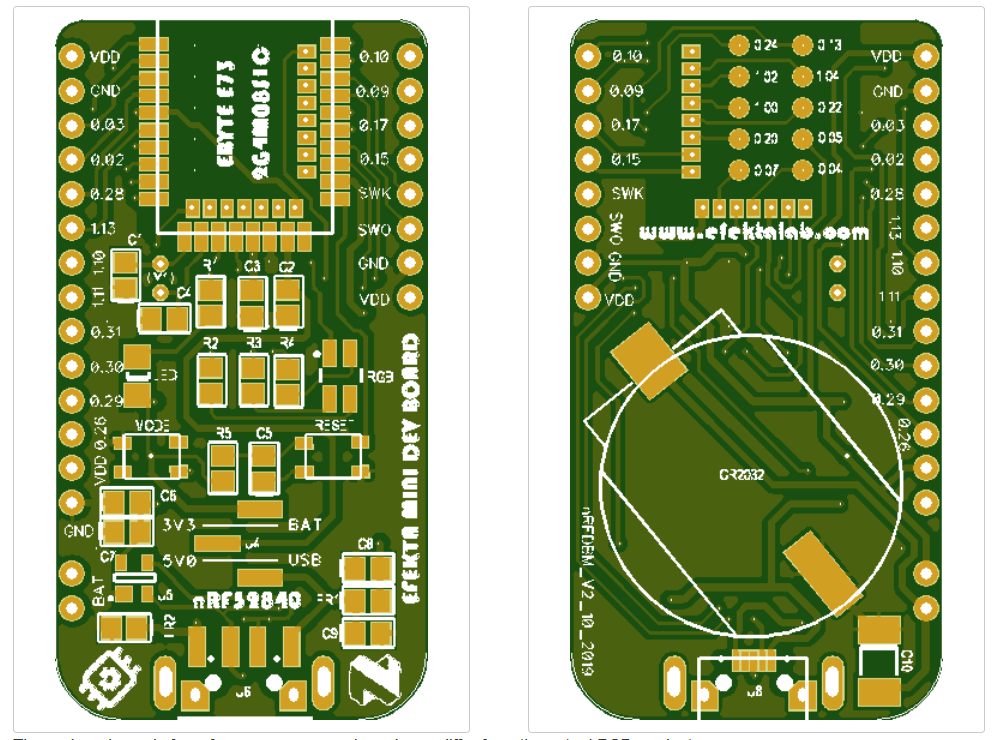 VDD
GND
0.03
0.02
0.28
1.13
1.10
1.11
0.31
0.30
0.29
0.26
VDD
GND
BAT
EBYTE E73
2G4M08S1C
0.10
0.09
0.17
0.15
SWK
SWO
GND
VDD
C1
C4
R1
C3
C2
R2
R3
R4
RGB
LED
MODE
R5
C5
RESET
C6
3V3
BAT
C7
5V0
USB
C8
nRF52840
C9
EFEKTA MINI DEV BOARD
0.10
0.09
0.17
0.15
SWK
SWO
GND
VDD
0.24
0.13
1.02
1.04
1.00
0.22
0.20
0.05
0.07
0.04
VDD
GND
0.03
0.02
0.28
1.13
1.10
1.11
0.31
0.30
0.29
0.26
www.efektalab.com
CR2032
nRFDBM_V2_10_2019
C10